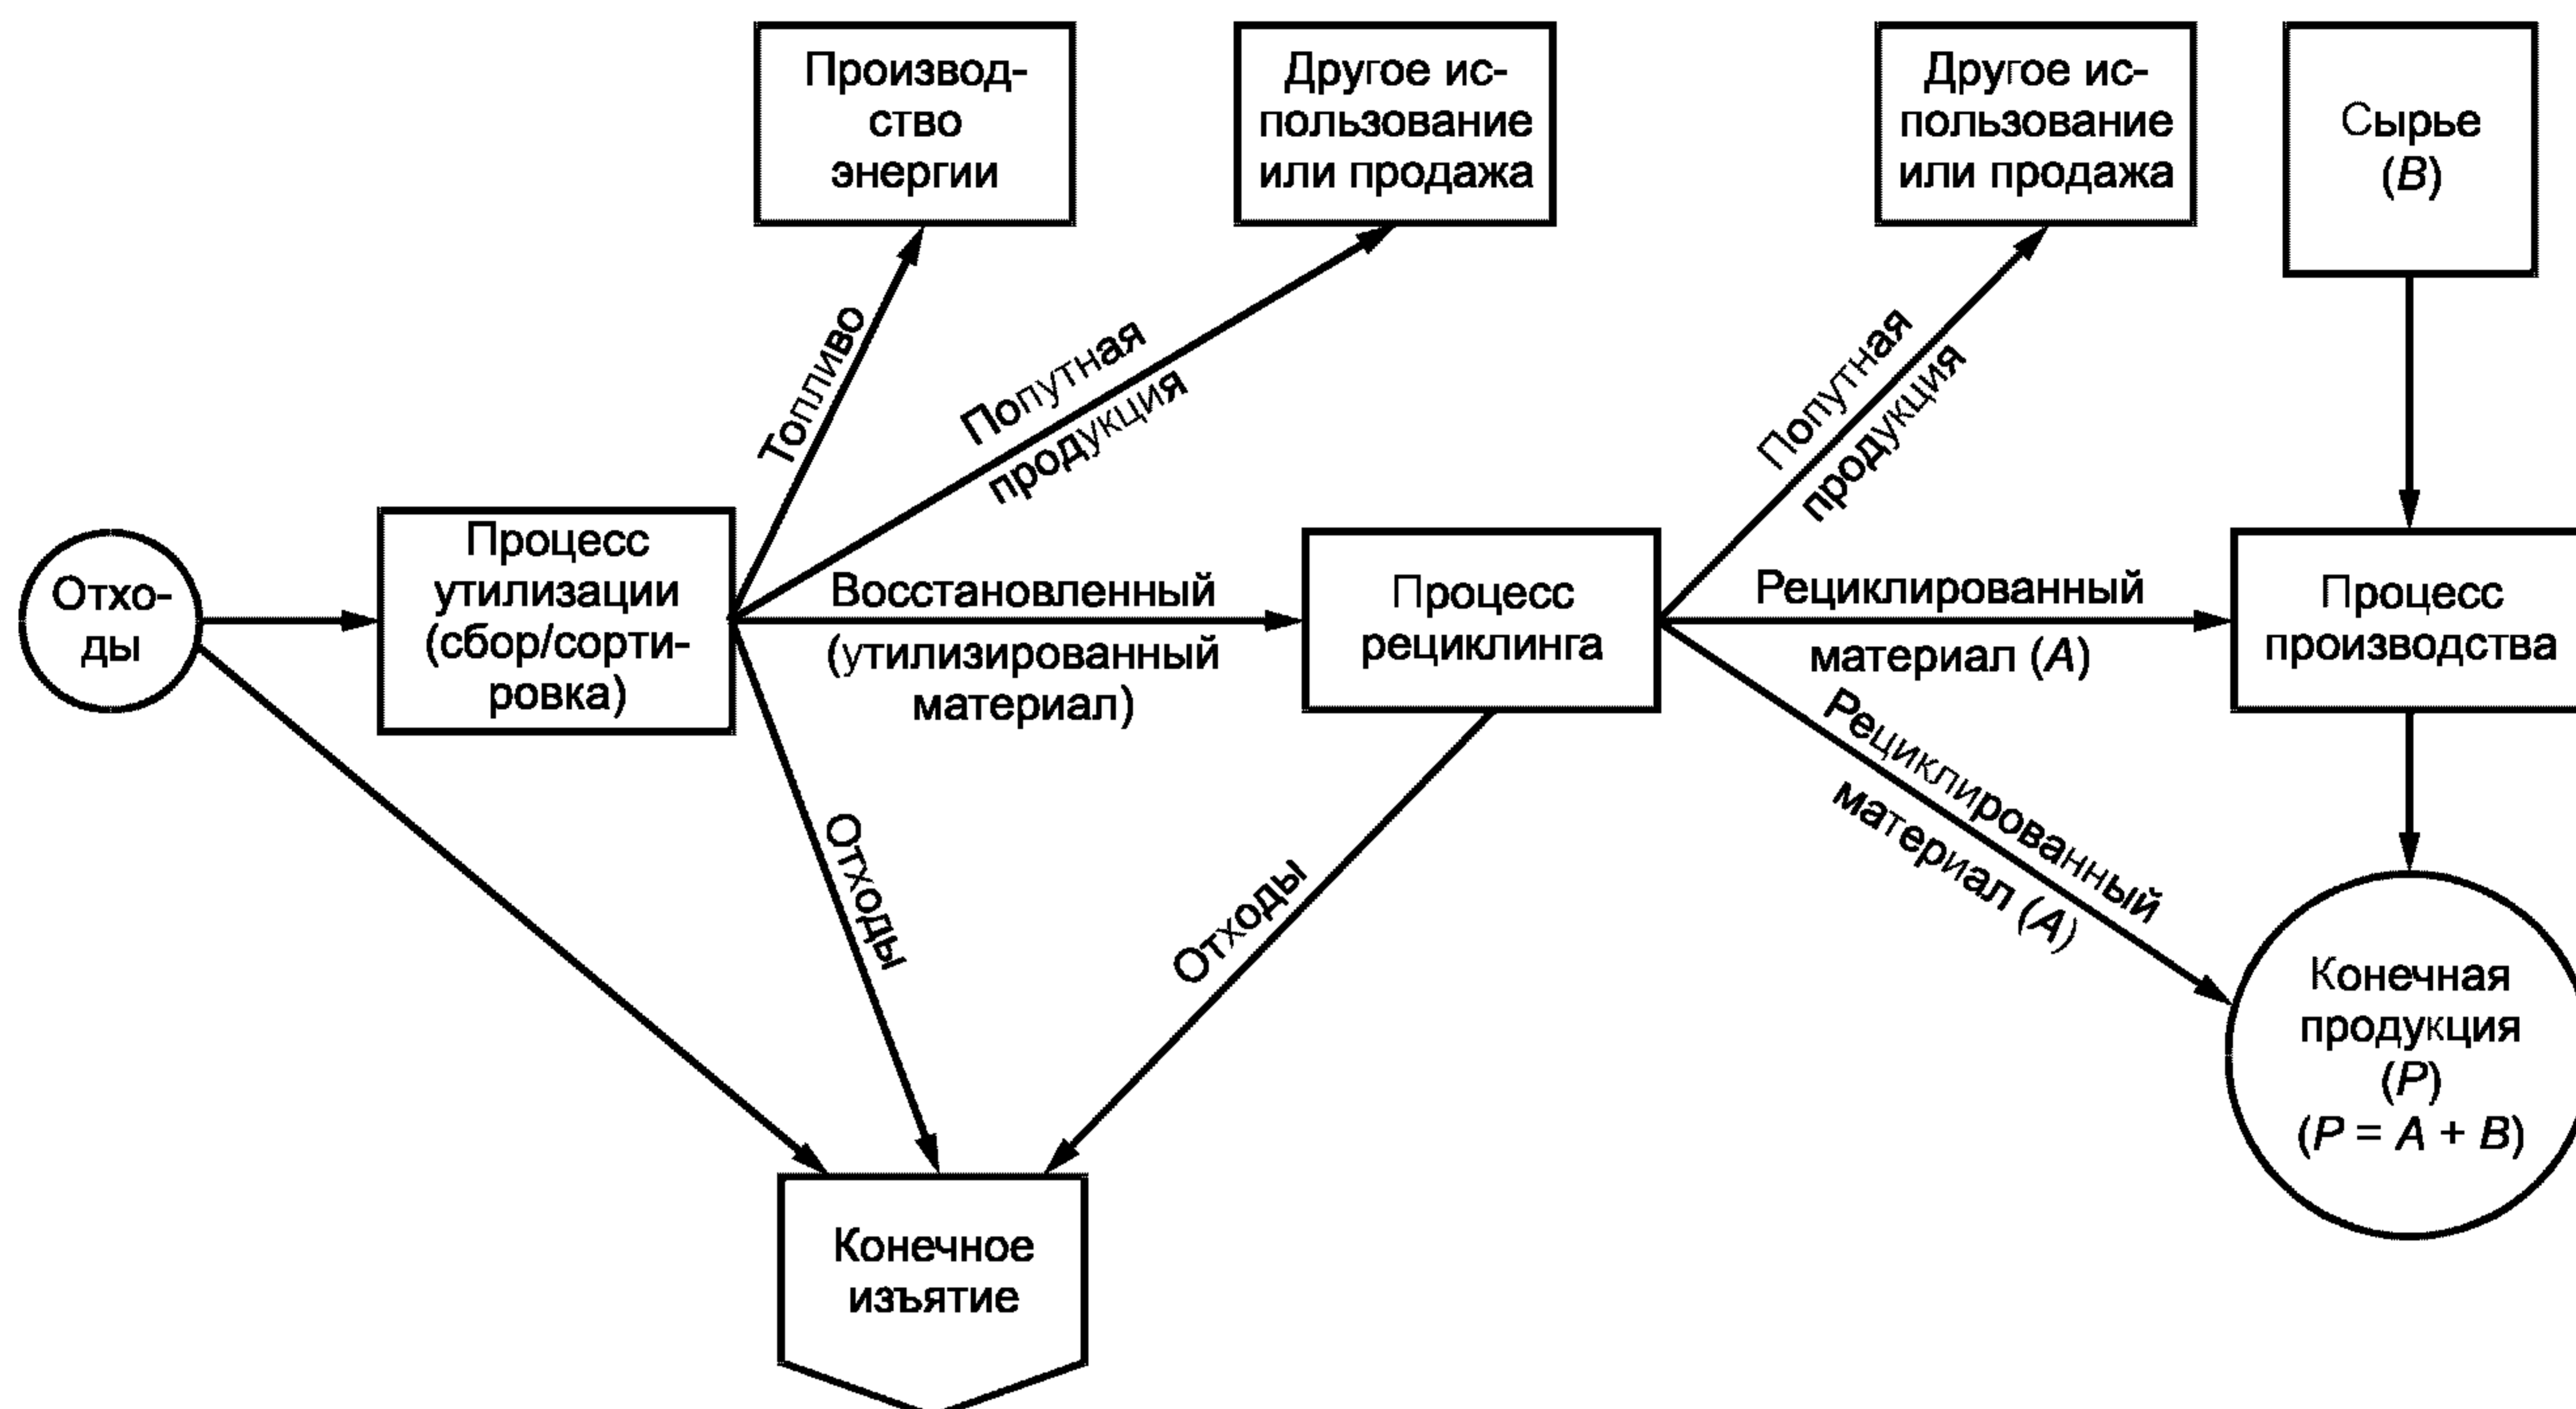 Производ-
ство
энергии
Другое ис-
пользование
или продажа
Другое ис-
пользование
или продажа
Сырье
(B)
Топливо
Попутная
продукция
Попутная
продукция
Отхо-
ды
Процесс
утилизации
(сбор/сорти-
ровка)
Восстановленный
(утилизированный
материал)
Процесс
рециклинга
Рециклированный
материал (A)
Процесс
производства
Рециклированный
материал (A)
Отходы
Отходы
Конечная
продукция
(P)
(P = A + B)
Конечное
изъятие